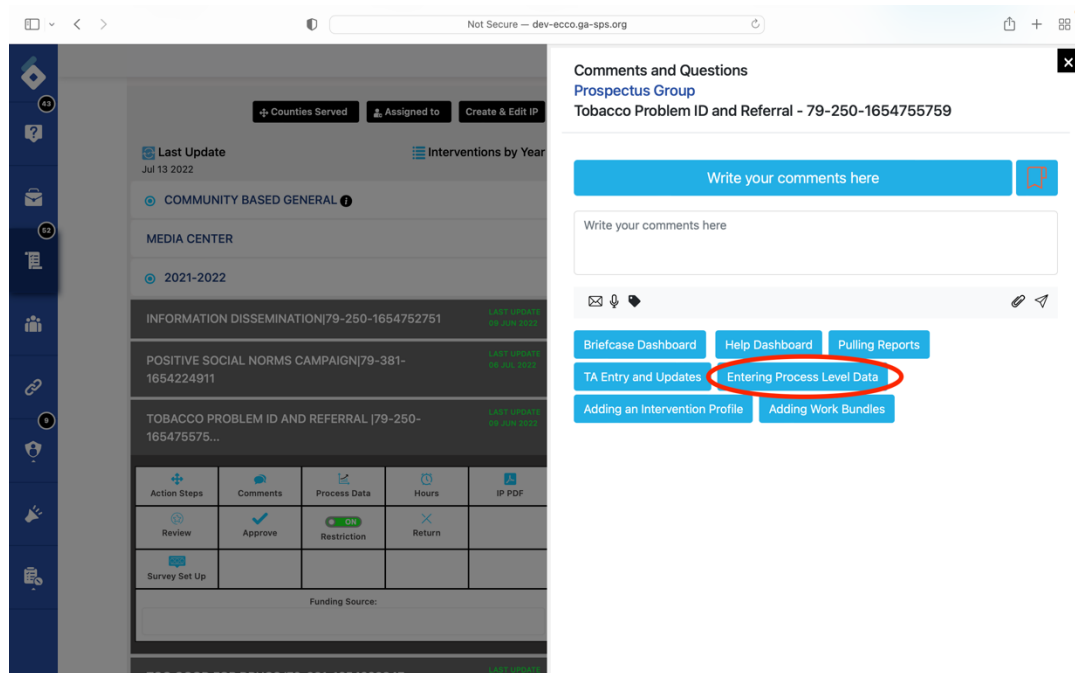 Not Secure — dev-ecco.ga-sps.org
43
52
9
Counties Served
Assigned to
Create & Edit IP
Last Update
Jul 13 2022
Interventions by Year
COMMUNITY BASED GENERAL
MEDIA CENTER
2021-2022
INFORMATION DISSEMINATION|79-250-1654752751
LAST UPDATE
09 JUN 2022
POSITIVE SOCIAL NORMS CAMPAIGN|79-381-
1654224911
LAST UPDATE
06 JUL 2022
TOBACCO PROBLEM ID AND REFERRAL |79-250-
165475575...
LAST UPDATE
09 JUN 2022
Action Steps
Comments
Process Data
Hours
IP PDF
Review
Approve
ON
Restriction
Return
Survey Set Up
Funding Source:
LAST UPDATE
Comments and Questions
Prospectus Group
Tobacco Problem ID and Referral - 79-250-1654755759
×
Write your comments here
Write your comments here
Briefcase Dashboard
Help Dashboard
Pulling Reports
TA Entry and Updates
Entering Process Level Data
Adding an Intervention Profile
Adding Work Bundles